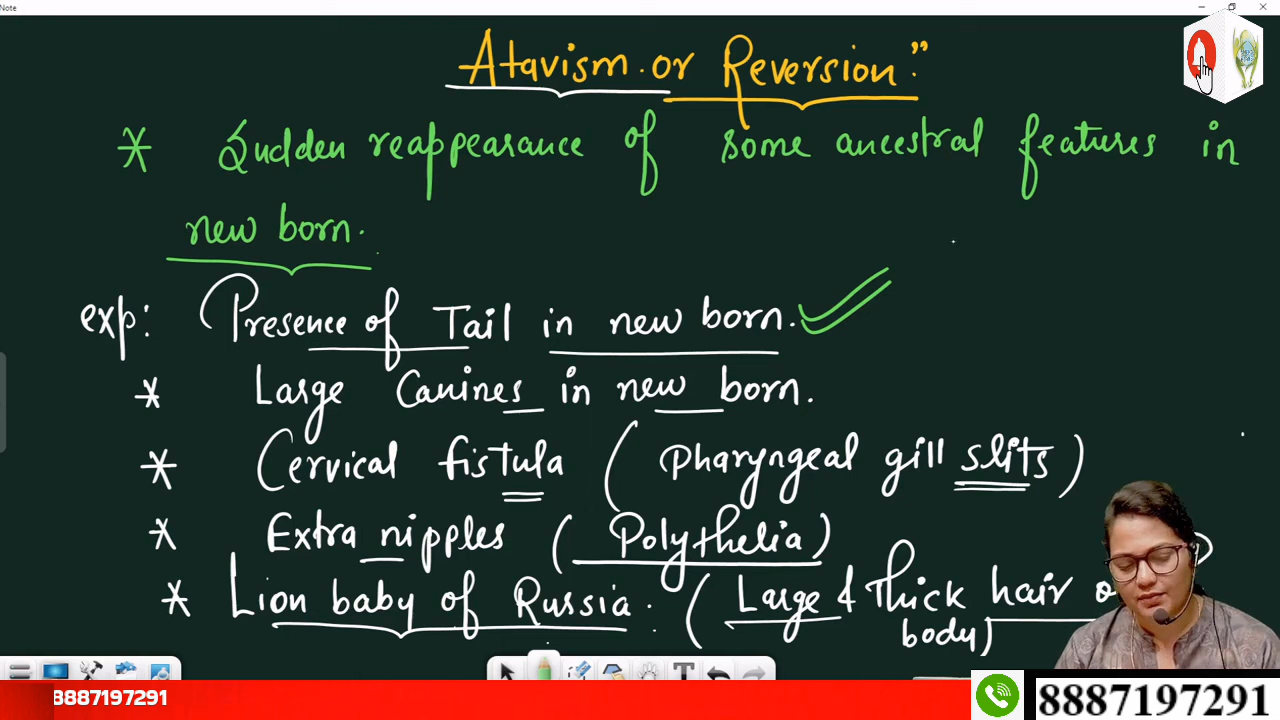 Note
Atavism or Reversion:"
* Sudden reappearance of some ancestral features in
new born.
exp: Presence of Tail in new born.
* Large Canines in new born.
* Cervical fistula (Pharyngeal gill slits)
* Extra nipples (Polythelia)
* Lion baby of Russia. (Large & Thick hair
body)
8887197291
8887197291